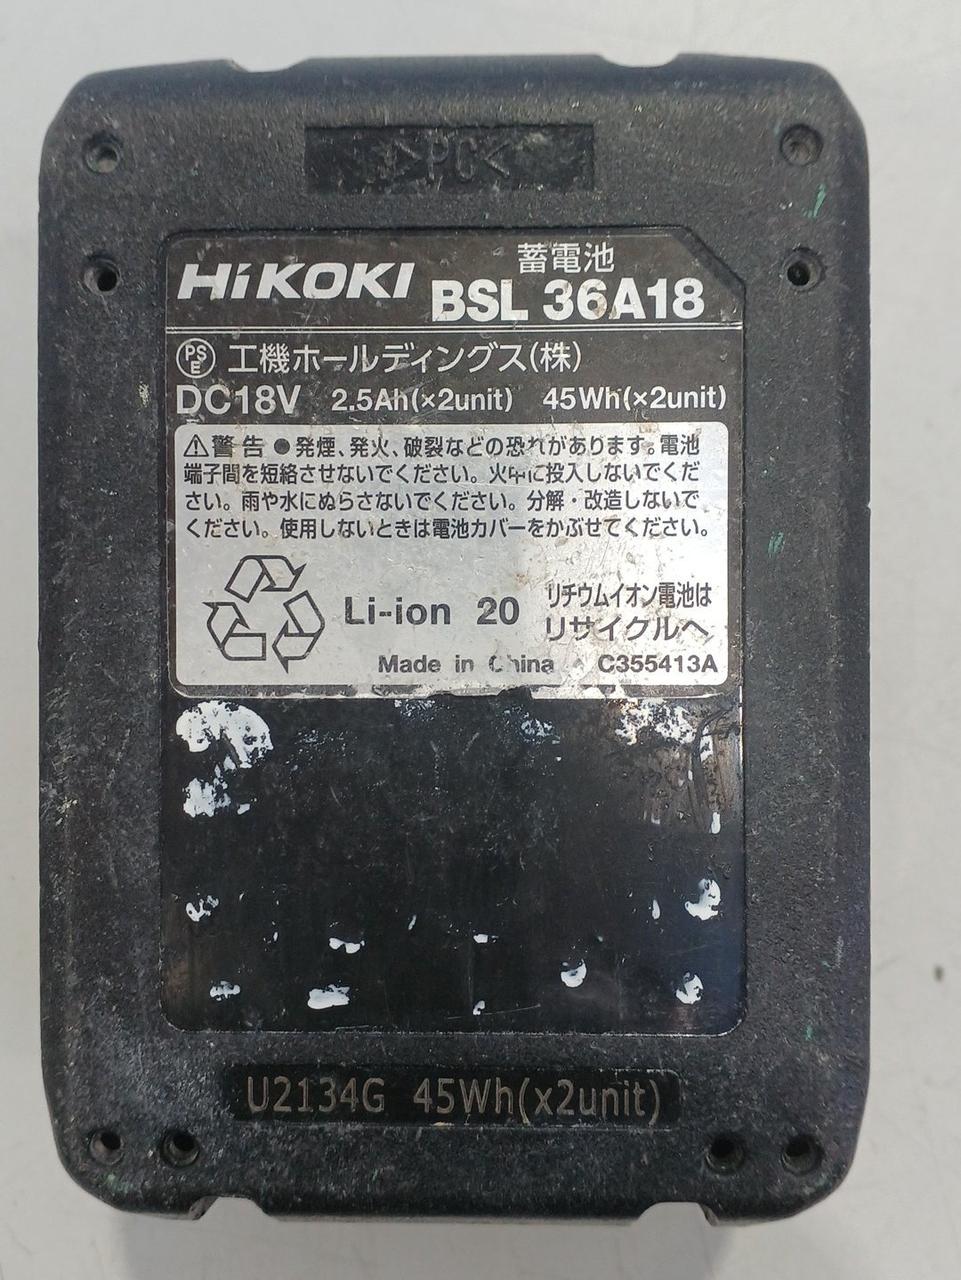 >PC<
HiKOKI
蓄電池
BSL 36A18
PSE 工機ホールディングス(株)
DC18V 2.5Ah(×2unit) 45Wh(×2unit)
⚠警告 ●発煙、発火、破裂などの恐れがあります。電池
端子間を短絡させないでください。火中に投入しないでくだ
さい。雨や水にぬらさないでください。分解・改造しないで
ください。使用しないときは電池カバーをかぶせてください。
Li-ion 20 リチウムイオン電池は
リサイクルへ
Made in China C355413A
U2134G 45Wh(x2unit)